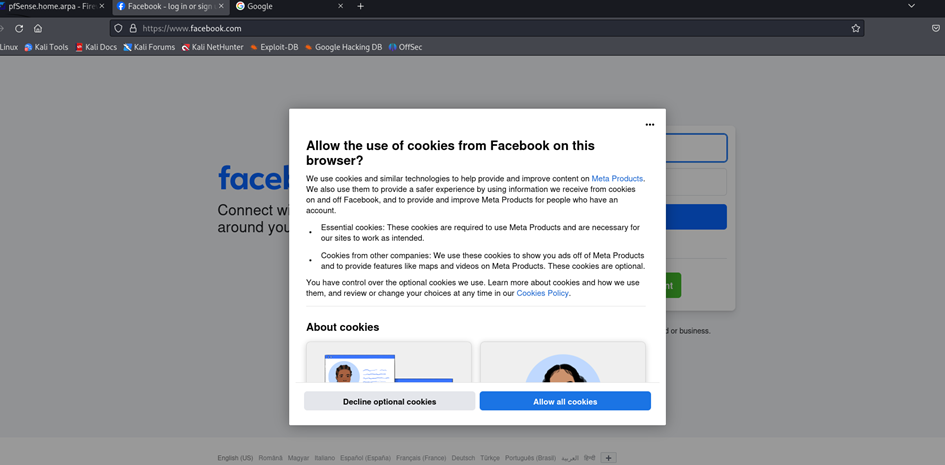 pfSense.home.arpa - Fire
Facebook - log in or sign
Google
https://www.facebook.com
Linux Kali Tools Kali Docs Kali Forums Kali NetHunter Exploit-DB Google Hacking DB OffSec
Allow the use of cookies from Facebook on this
browser?
We use cookies and similar technologies to help provide and improve content on Meta Products.
We also use them to provide a safer experience by using information we receive from cookies
on and off Facebook, and to provide and improve Meta Products for people who have an
account.
• Essential cookies: These cookies are required to use Meta Products and are necessary for
our sites to work as intended.
• Cookies from other companies: We use these cookies to show you ads off of Meta Products
and to provide features like maps and videos on Meta Products. These cookies are optional.
You have control over the optional cookies we use. Learn more about cookies and how we use
them, and review or change your choices at any time in our Cookies Policy.
About cookies
Decline optional cookies
Allow all cookies
faceb
Connect wi
around you
nt
d or business.
English (US) Română Magyar Italiano Español (España) Français (France) Deutsch Türkçe Português (Brasil) العربية हिन्दी